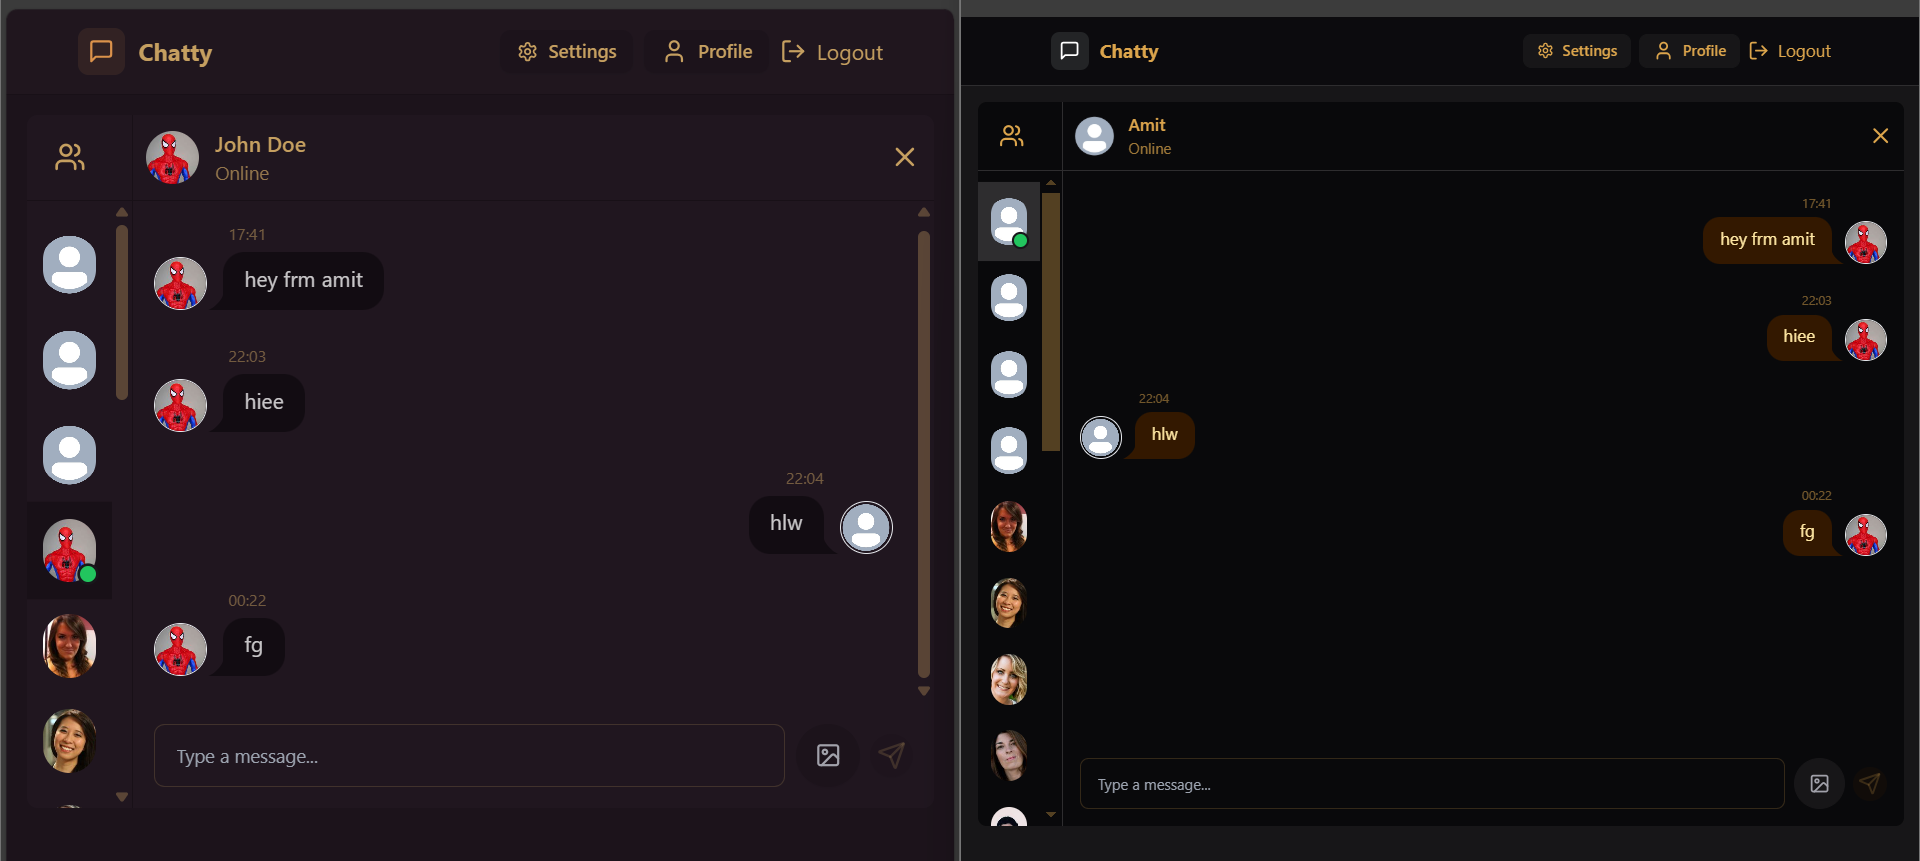 Chatty
Settings
Profile
Logout
John Doe
Online
17:41
hey frm amit
22:03
hiee
22:04
hlw
00:22
fg
Type a message...
Chatty
Settings
Profile
Logout
Amit
Online
17:41
hey frm amit
22:03
hiee
22:04
hlw
00:22
fg
Type a message...